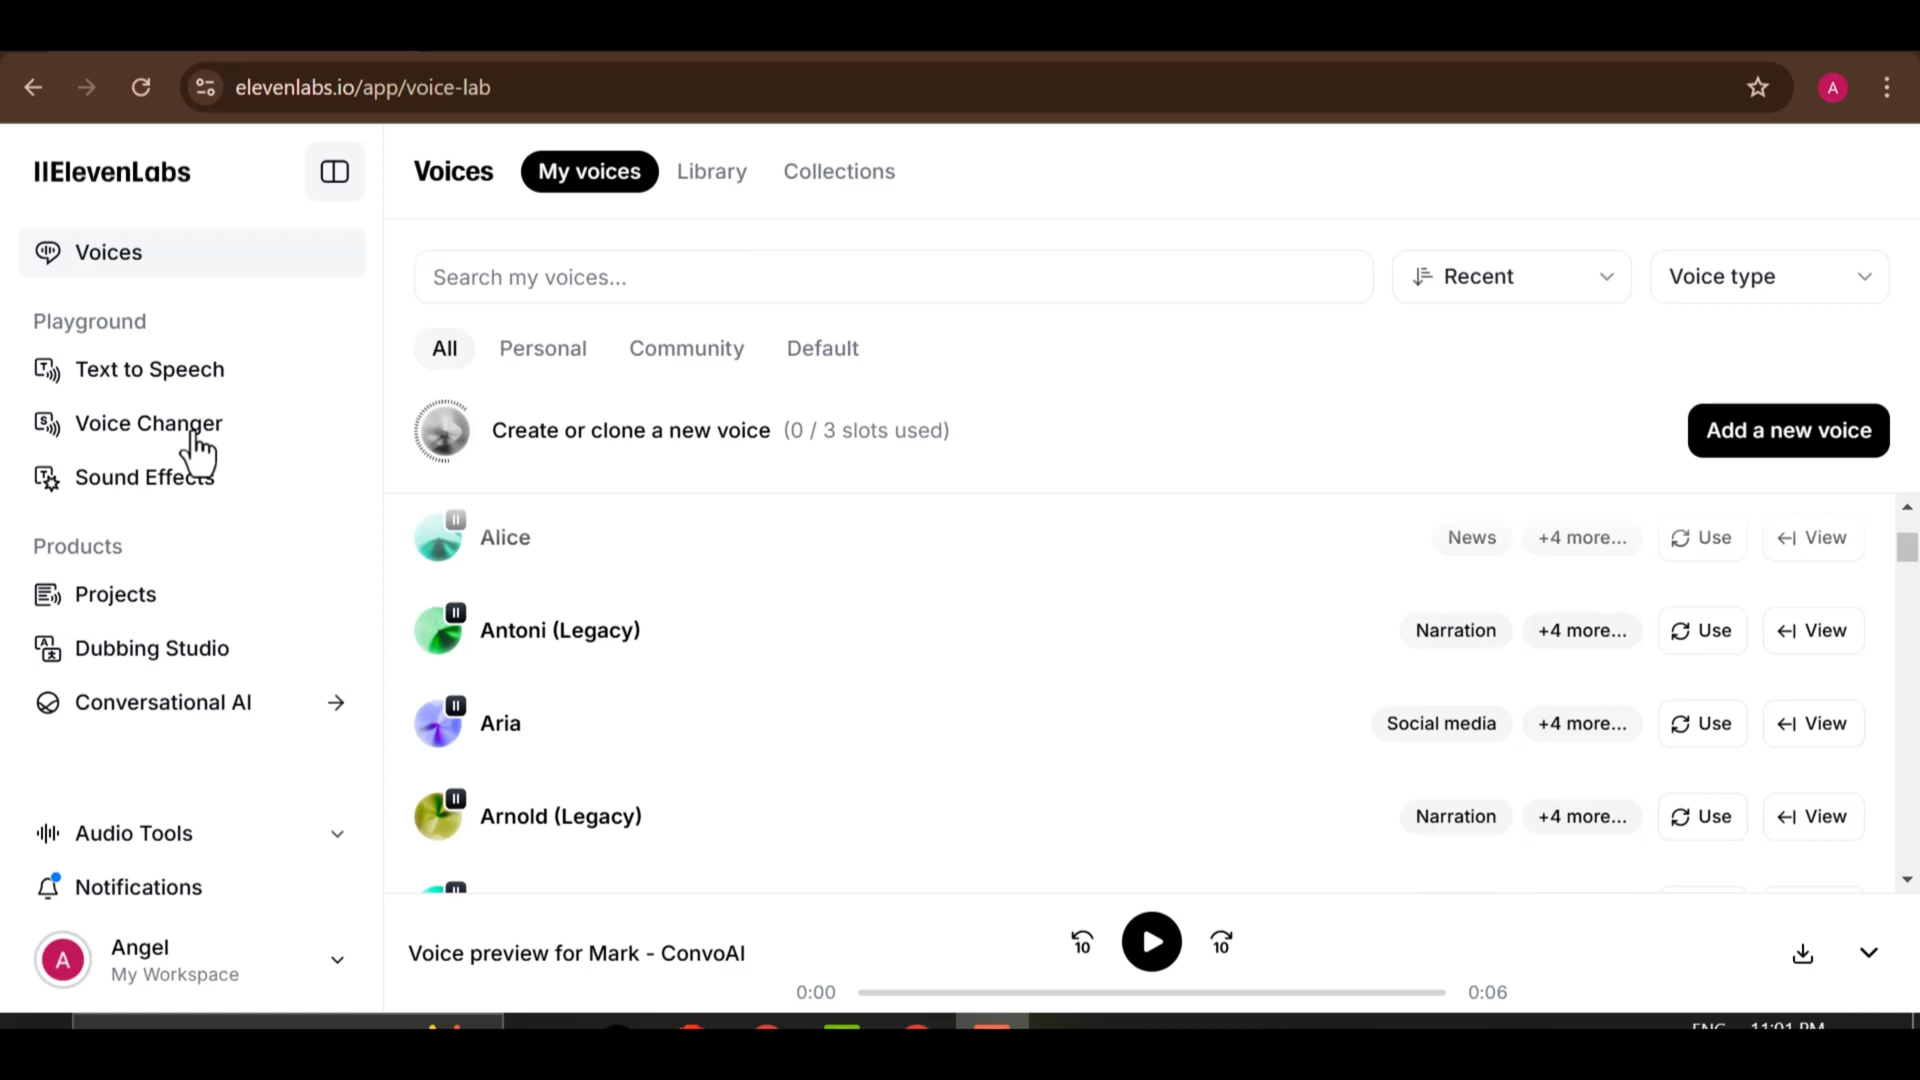 elevenlabs.io/app/voice-lab
A
IIElevenLabs
Voices
My voices
Library
Collections
Voices
Search my voices...
Recent
Voice type
Playground
All
Personal
Community
Default
Text to Speech
Voice Changer
Create or clone a new voice (0 / 3 slots used)
Add a new voice
Sound Effects
Products
Alice
News
+4 more...
Use
View
Projects
Antoni (Legacy)
Narration
+4 more...
Use
View
Dubbing Studio
Conversational AI
Aria
Social media
+4 more...
Use
View
Audio Tools
Arnold (Legacy)
Narration
+4 more...
Use
View
Notifications
A
Angel
My Workspace
Voice preview for Mark - ConvoAI
10
10
0:00
0:06
ENG
11:01 PM